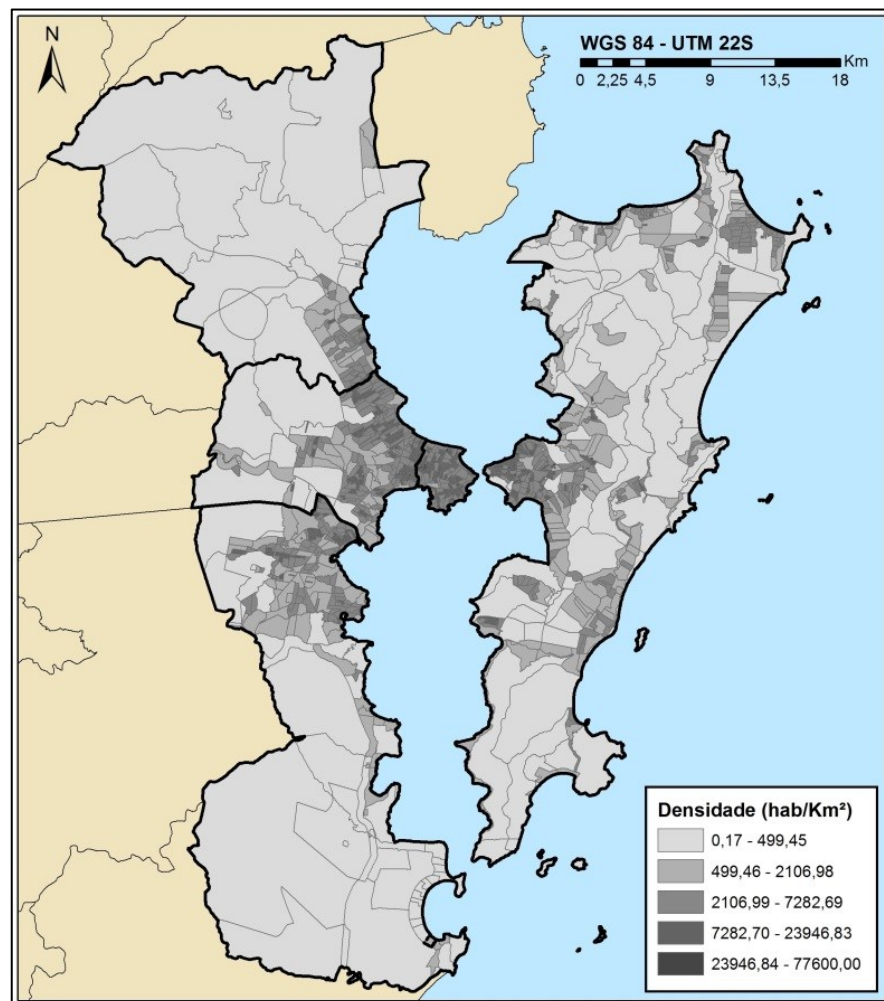 N
WGS 84 - UTM 22S
Km
0 2,25 4,5 9 13,5 18
Densidade (hab/Km²)
0,17 - 499,45
499,46 - 2106,98
2106,99 - 7282,69
7282,70 - 23946,83
23946,84 - 77600,00